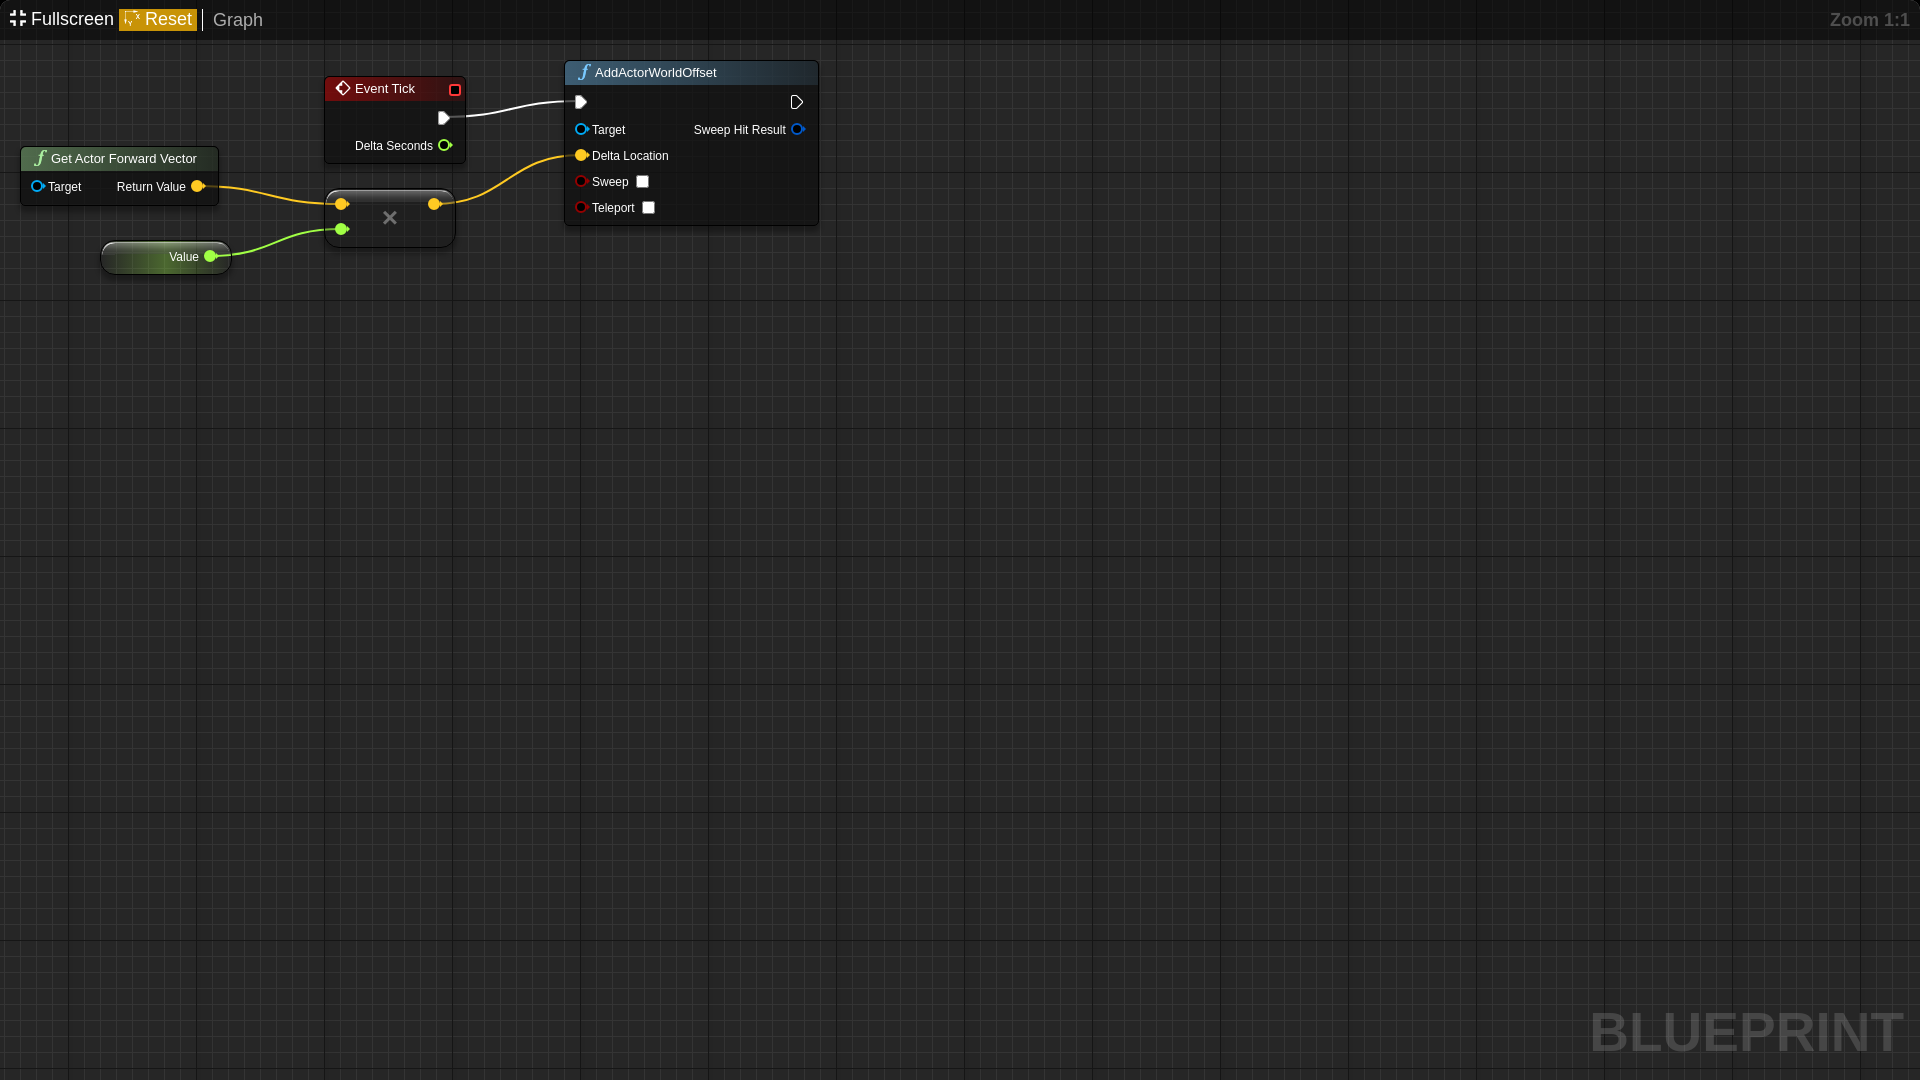 Fullscreen Reset Graph Zoom 1:1
AddActorWorldOffset
Event Tick
Target Sweep Hit Result
Delta Seconds
Delta Location
Get Actor Forward Vector
Sweep
Target Return Value
Teleport
Value
BLUEPRINT